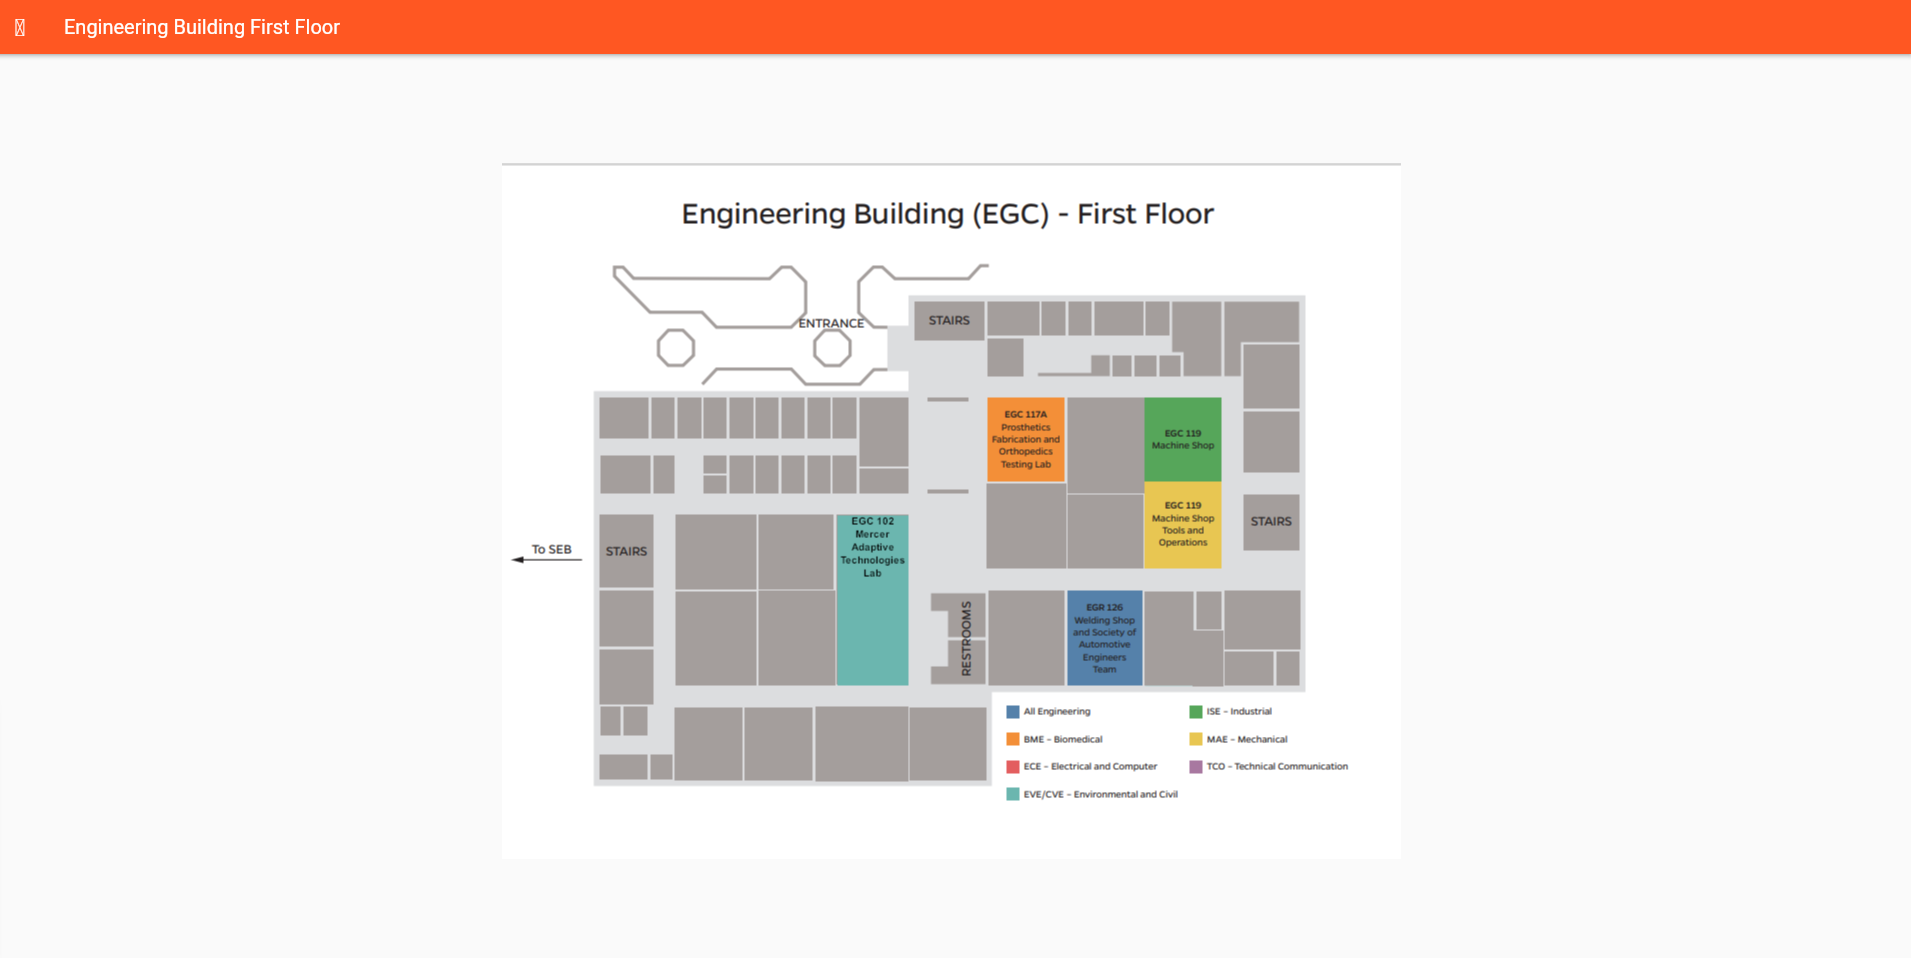 Engineering Building First Floor
Engineering Building (EGC) - First Floor
ENTRANCE
STAIRS
EGC 117A
Prosthetics
Fabrication and
Orthopedics
Testing Lab
EGC 119
Machine Shop
EGC 119
Machine Shop
Tools and
Operations
STAIRS
To SEB
STAIRS
EGC 102
Mercer
Adaptive
Technologies
Lab
RESTROOMS
EGR 126
Welding Shop
and Society of
Automotive
Engineers
Team
All Engineering
BME – Biomedical
ECE – Electrical and Computer
EVE/CVE – Environmental and Civil
ISE – Industrial
MAE – Mechanical
TCO – Technical Communication